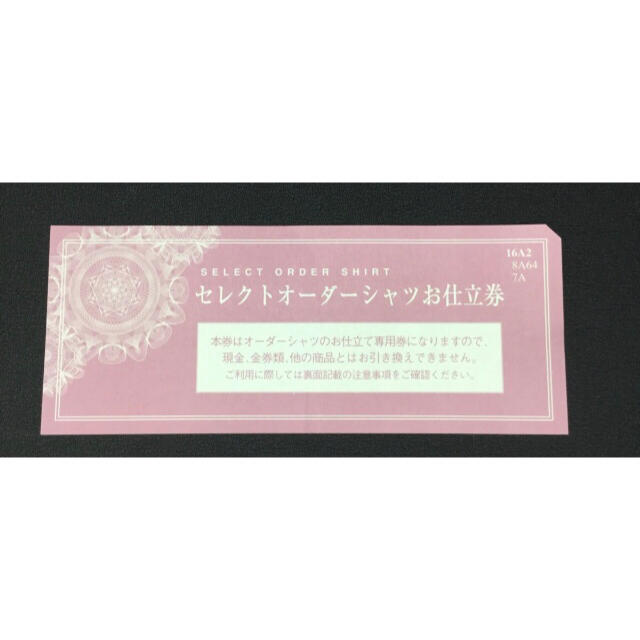 16A2
8A64
7A
SELECT ORDER SHIRT
セレクトオーダーシャツお仕立券
本券はオーダーシャツのお仕立て専用券になりますので、
現金、金券類、他の商品とはお引き換えできません。
ご利用に際しては裏面記載の注意事項をご確認ください。